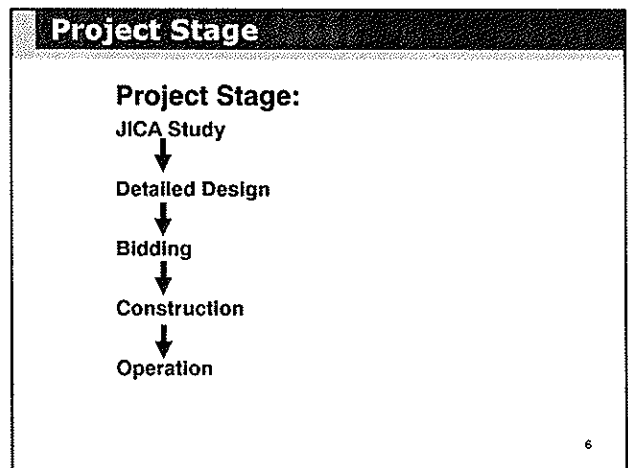 Project Stage
Project Stage:
JICA Study
Detailed Design
Bidding
Construction
Operation
6